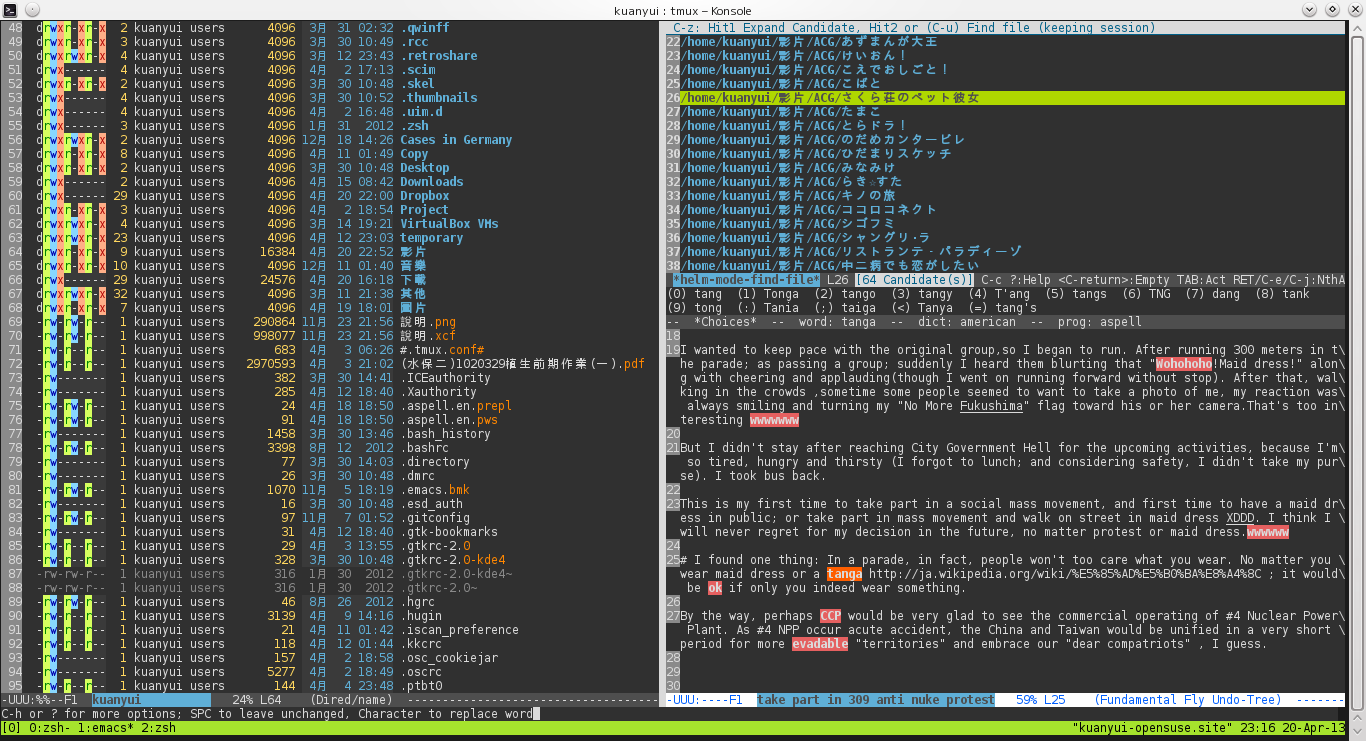 kuanyui : tmux – Konsole
48 drwxr-xr-x 2 kuanyui users 4096 3月 31 02:32 .qwinff
49 drwxr-xr-x 3 kuanyui users 4096 3月 30 10:49 .rcc
50 drwxr-xr-x 4 kuanyui users 4096 3月 12 23:43 .retroshare
51 drwx------ 4 kuanyui users 4096 4月 2 17:13 .scim
52 drwxr-xr-x 2 kuanyui users 4096 3月 30 10:48 .skel
53 drwx------ 4 kuanyui users 4096 3月 30 10:52 .thumbnails
54 drwx------ 4 kuanyui users 4096 4月 2 16:48 .uim.d
55 drwx------ 3 kuanyui users 4096 1月 31 2012 .zsh
56 drwxrwxr-x 2 kuanyui users 4096 12月 18 14:26 Cases in Germany
57 drwxr-xr-x 8 kuanyui users 4096 4月 11 01:49 Copy
58 drwxr-xr-x 2 kuanyui users 4096 3月 30 10:48 Desktop
59 drwx------ 2 kuanyui users 4096 4月 15 08:42 Downloads
60 drwx------ 29 kuanyui users 4096 4月 20 22:00 Dropbox
61 drwxr-xr-x 3 kuanyui users 4096 4月 2 18:54 Project
62 drwxrwxr-x 4 kuanyui users 4096 3月 14 19:21 VirtualBox VMs
63 drwxrwxr-x 23 kuanyui users 4096 4月 12 23:03 temporary
64 drwxr-xr-x 9 kuanyui users 16384 4月 20 22:52 影片
65 drwxr-xr-x 10 kuanyui users 4096 12月 11 01:40 音樂
66 drwx------ 29 kuanyui users 24576 4月 20 16:18 下載
67 drwxrwxr-x 32 kuanyui users 4096 3月 11 21:38 其他
68 drwxr-xr-x 7 kuanyui users 4096 4月 19 18:01 圖片
69 -rw-rw-r-- 1 kuanyui users 290864 11月 23 21:56 說明.png
70 -rw-rw-r-- 1 kuanyui users 998077 11月 23 21:56 說明.xcf
71 -rw-r--r-- 1 kuanyui users 683 4月 3 06:26 #.tmux.conf#
72 -rw-r--r-- 1 kuanyui users 2970593 4月 3 21:02 (水保二)1020329植生前期作業(一).pdf
73 -rw------- 1 kuanyui users 382 3月 30 14:41 .ICEauthority
74 -rw------- 1 kuanyui users 285 4月 12 18:40 .Xauthority
75 -rw-rw-r-- 1 kuanyui users 24 4月 18 18:50 .aspell.en.prepl
76 -rw-rw-r-- 1 kuanyui users 91 4月 18 18:50 .aspell.en.pws
77 -rw------- 1 kuanyui users 1458 3月 30 13:46 .bash_history
78 -rw-rw-r-- 1 kuanyui users 3398 8月 12 2012 .bashrc
79 -rw------- 1 kuanyui users 77 3月 30 14:03 .directory
80 -rw------- 1 kuanyui users 26 3月 30 10:48 .dmrc
81 -rw-rw-r-- 1 kuanyui users 1070 11月 5 18:19 .emacs.bmk
82 -rw------- 1 kuanyui users 16 3月 30 10:48 .esd_auth
83 -rw-rw-r-- 1 kuanyui users 97 11月 7 01:52 .gitconfig
84 -rw-r--r-- 1 kuanyui users 31 4月 12 18:40 .gtk-bookmarks
85 -rw-r--r-- 1 kuanyui users 29 4月 3 13:55 .gtkrc-2.0
86 -rw-r--r-- 1 kuanyui users 328 3月 30 10:48 .gtkrc-2.0-kde4
87 -rw-rw-r-- 1 kuanyui users 316 1月 30 2012 .gtkrc-2.0-kde4~
88 -rw-rw-r-- 1 kuanyui users 316 1月 30 2012 .gtkrc-2.0~
89 -rw-rw-r-- 1 kuanyui users 46 8月 26 2012 .hgrc
90 -rw-r--r-- 1 kuanyui users 3139 4月 9 14:16 .hugin
91 -rw-r--r-- 1 kuanyui users 21 4月 11 01:42 .iscan_preference
92 -rw-r--r-- 1 kuanyui users 118 4月 12 01:44 .kkcrc
93 -rw------- 1 kuanyui users 157 4月 2 18:58 .osc_cookiejar
94 -rw------- 1 kuanyui users 5277 4月 2 18:49 .oscrc
95 -rw-r--r-- 1 kuanyui users 144 4月 4 23:48 .ptbt0
-UUU:%%--F1 kuanyui 24% L64 (Dired/name)
C-z: Hit1 Expand Candidate, Hit2 or (C-u) Find file (keeping session)
22/home/kuanyui/影片/ACG/あずまんが大王
23/home/kuanyui/影片/ACG/けいおん！
24/home/kuanyui/影片/ACG/こえでおしごと！
25/home/kuanyui/影片/ACG/こばと
26/home/kuanyui/影片/ACG/さくら荘のペット彼女
27/home/kuanyui/影片/ACG/たまこ
28/home/kuanyui/影片/ACG/とらドラ！
29/home/kuanyui/影片/ACG/のだめカンタービレ
30/home/kuanyui/影片/ACG/ひだまりスケッチ
31/home/kuanyui/影片/ACG/みなみけ
32/home/kuanyui/影片/ACG/らき☆すた
33/home/kuanyui/影片/ACG/キノの旅
34/home/kuanyui/影片/ACG/ココロコネクト
35/home/kuanyui/影片/ACG/シゴフミ
36/home/kuanyui/影片/ACG/シャングリ・ラ
37/home/kuanyui/影片/ACG/リストランテ・パラディーゾ
38/home/kuanyui/影片/ACG/中二病でも恋がしたい
*helm-mode-find-file* L26 [64 Candidate(s)] C-c ?:Help <C-return>:Empty TAB:Act RET/C-e/C-j:NthA
(0) tang (1) Tonga (2) tango (3) tangy (4) T'ang (5) tangs (6) TNG (7) dang (8) tank
(9) tong (:) Tania (;) taiga (<) Tanya (=) tang's
-- *Choices* -- word: tanga -- dict: american -- prog: aspell
18
19I wanted to keep pace with the original group,so I began to run. After running 300 meters in t\
he parade; as passing a group; suddenly I heard them blurting that "Wohohoho!Maid dress!" alon\
g with cheering and applauding(though I went on running forward without stop). After that, wal\
king in the crowds ,sometime some people seemed to want to take a photo of me, my reaction was\
always smiling and turning my "No More Fukushima" flag toward his or her camera.That's too in\
teresting wwwwwww
20
21But I didn't stay after reaching City Government Hell for the upcoming activities, because I'm\
so tired, hungry and thirsty (I forgot to lunch; and considering safety, I didn't take my pur\
se). I took bus back.
22
23This is my first time to take part in a social mass movement, and first time to have a maid dr\
ess in public; or take part in mass movement and walk on street in maid dress XDDD, I think I \
will never regret for my decision in the future, no matter protest or maid dress.wwwwww
24
25# I found one thing: In a parade, in fact, people won't too care what you wear. No matter you \
wear maid dress or a tanga http://ja.wikipedia.org/wiki/%E5%85%AD%E5%B0%BA%E8%A4%8C ; it would\
be ok if only you indeed wear something.
26
27By the way, perhaps CCP would be very glad to see the commercial operating of #4 Nuclear Power\
Plant. As #4 NPP occur acute accident, the China and Taiwan would be unified in a very short \
period for more evadable "territories" and embrace our "dear compatriots" , I guess.
28
29
30
-UUU:----F1 take part in 309 anti nuke protest 59% L25 (Fundamental Fly Undo-Tree) -------
C-h or ? for more options; SPC to leave unchanged, Character to replace word
[0] 0:zsh- 1:emacs* 2:zsh "kuanyui-opensuse.site" 23:16 20-Apr-13